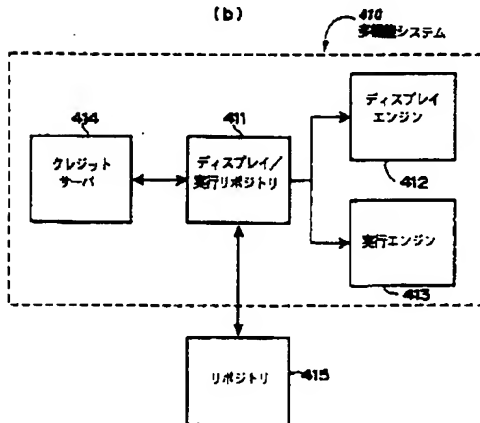 (b)
410
多機能システム
414
クレジット
サーバ
411
ディスプレイ/
実行リポジトリ
ディスプレイ
エンジン
412
実行エンジン
413
リポジトリ
415